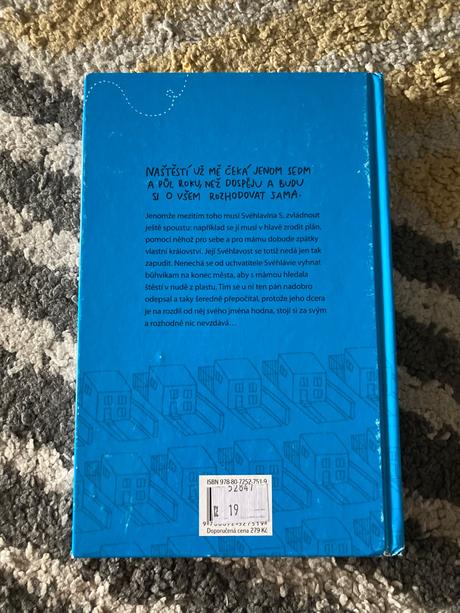 NAŠTĚSTÍ UŽ MĚ ČEKÁ JENOM SEDM
A PŮL ROKU, NEŽ DOSPĚJU A BUDU
SI O VŠEM ROZHODOVAT SAMA.
Jenomže mezitím toho musí Svéhlavína S. zvládnout
ještě spoustu: například se jí musí v hlavě zrodit plán,
pomocí něhož pro sebe a pro mámu dobude zpátky
vlastní království. Její Svéhlavost se totiž nedá jen tak
zapudit. Nenechá se od uchvatitele Svéhlávie vyhnat
bůhvíkam na konec města, aby s mámou hledala
štěstí v nudě z plastu. Tím se u ní ten pán nadobro
odepsal a taky šeredně přepočítal, protože jeho dcera
je na rozdíl od něj svého jména hodna, stojí si za svým
a rozhodně nic nevzdává...
ISBN 978-80-7252-751-9
52847
19
Doporučená cena 279 Kč